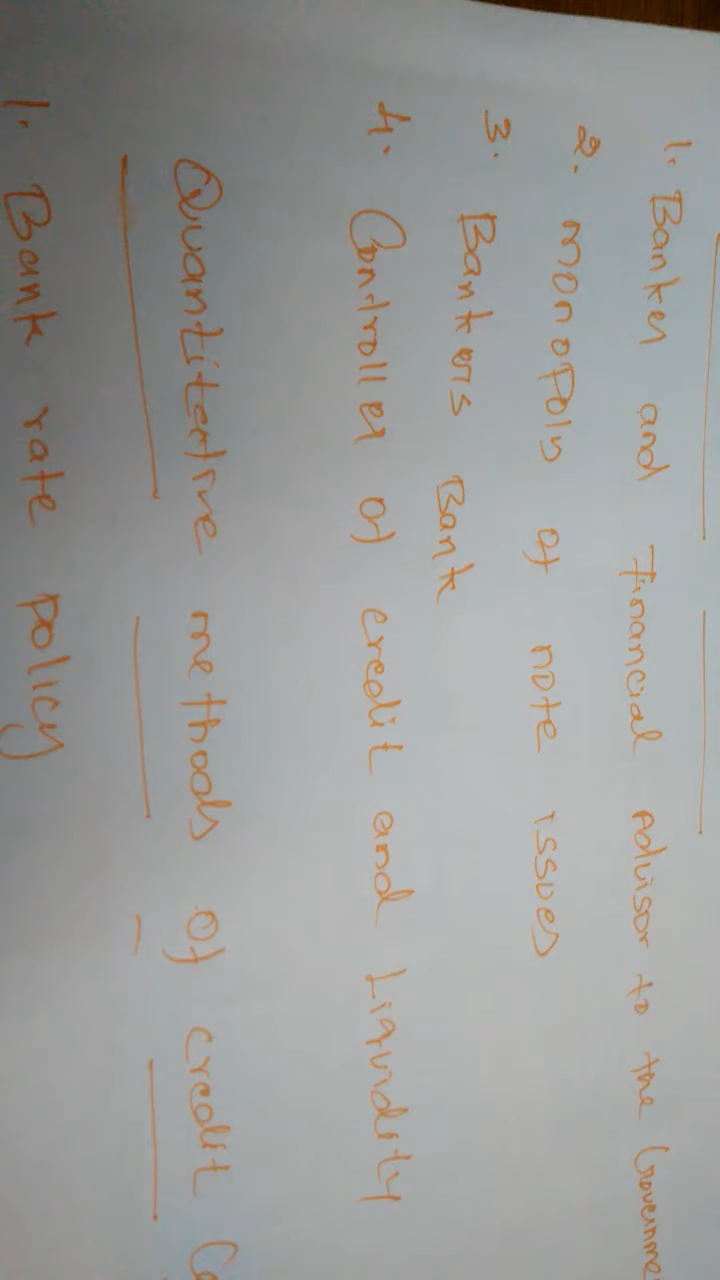 1. Banker and Financial Advisor to the Governme
2. monopoly of note issues
3. Bankers Bank
4. Controller of credit and Liquidity
Quantitative methods of credit
1. Bank rate policy